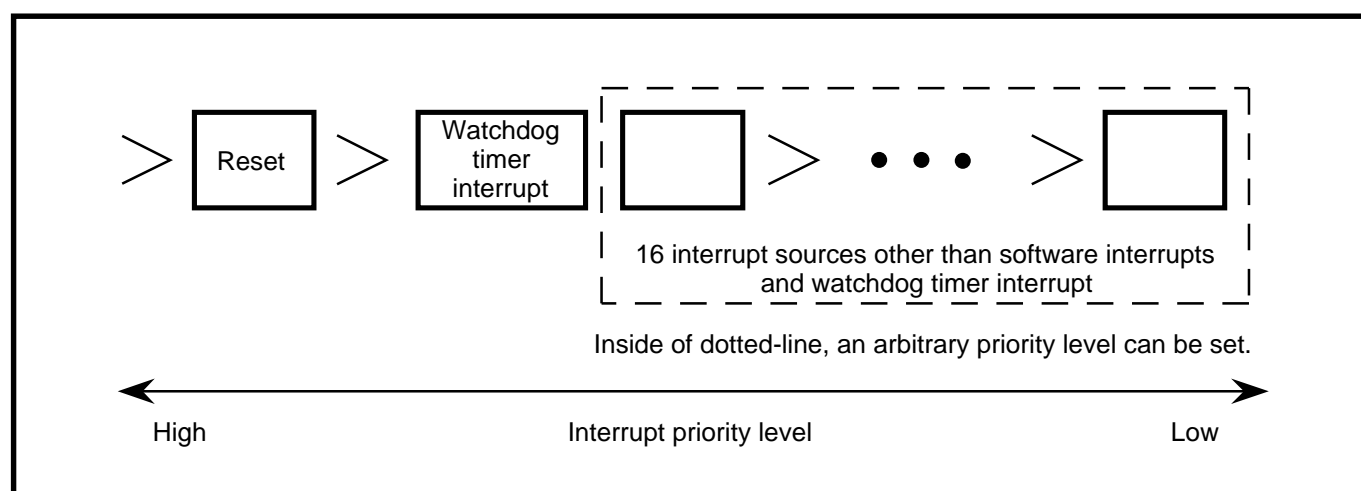 Reset
Watchdog
timer
interrupt
16 interrupt sources other than software interrupts
and watchdog timer interrupt
Inside of dotted-line, an arbitrary priority level can be set.
High
Interrupt priority level
Low